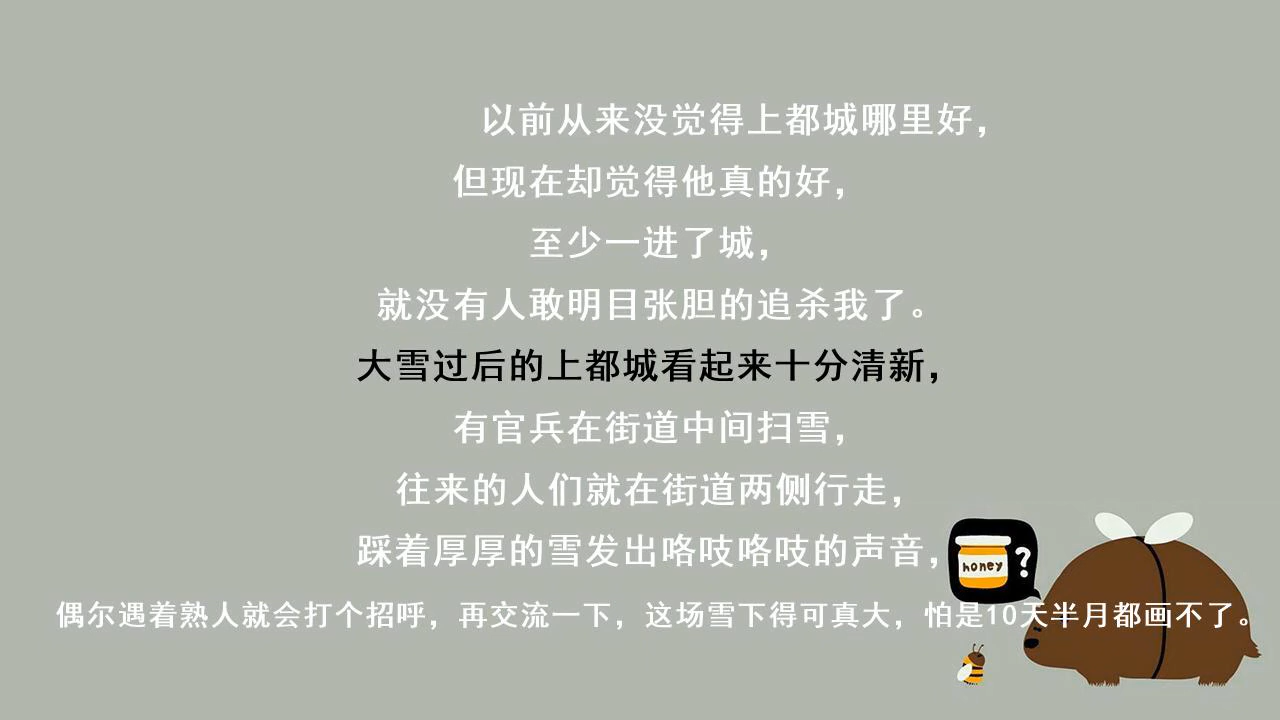 以前从来没觉得上都城哪里好，
但现在却觉得他真的好，
至少一进了城，
就没有人敢明目张胆的追杀我了。
大雪过后的上都城看起来十分清新，
有官兵在街道中间扫雪，
往来的人们就在街道两侧行走，
踩着厚厚的雪发出咯吱咯吱的声音，
honey ?
偶尔遇着熟人就会打个招呼，再交流一下，这场雪下得可真大，怕是10天半月都画不了。